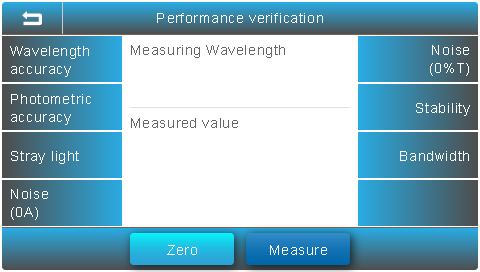 Performance verification
Wavelength
accuracy
Photometric
accuracy
Stray light
Noise
(0A)
Measuring Wavelength
Measured value
Noise
(0%T)
Stability
Bandwidth
Zero
Measure